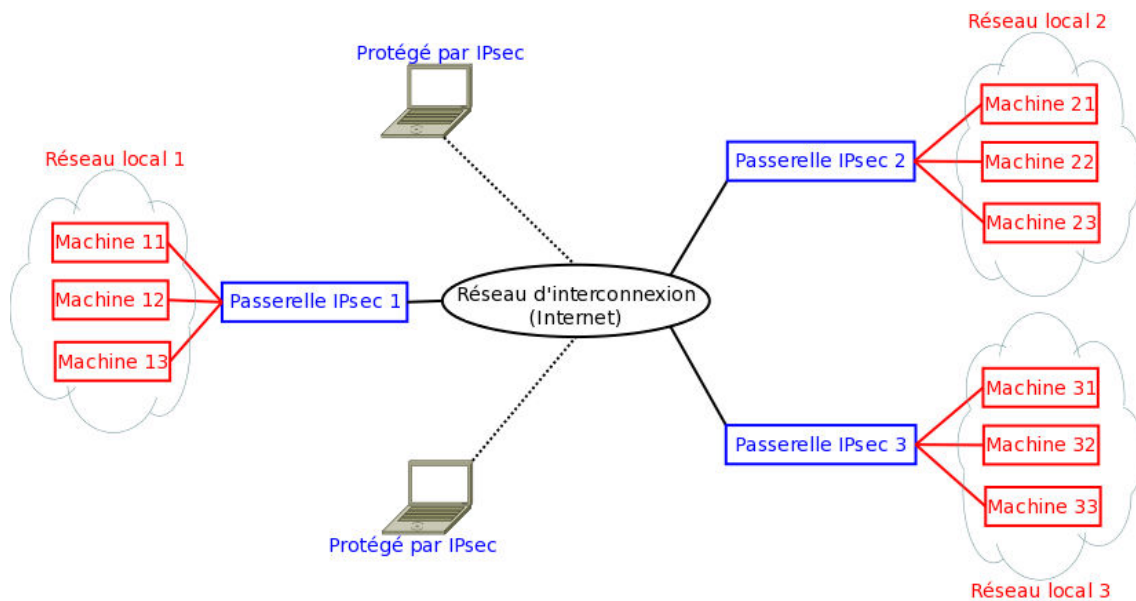 Réseau local 2
Protégé par IPsec
Machine 21
Machine 22
Machine 23
Passerelle IPsec 2
Réseau local 1
Machine 11
Machine 12
Machine 13
Passerelle IPsec 1
Réseau d'interconnexion
(Internet)
Machine 31
Machine 32
Machine 33
Passerelle IPsec 3
Protégé par IPsec
Réseau local 3